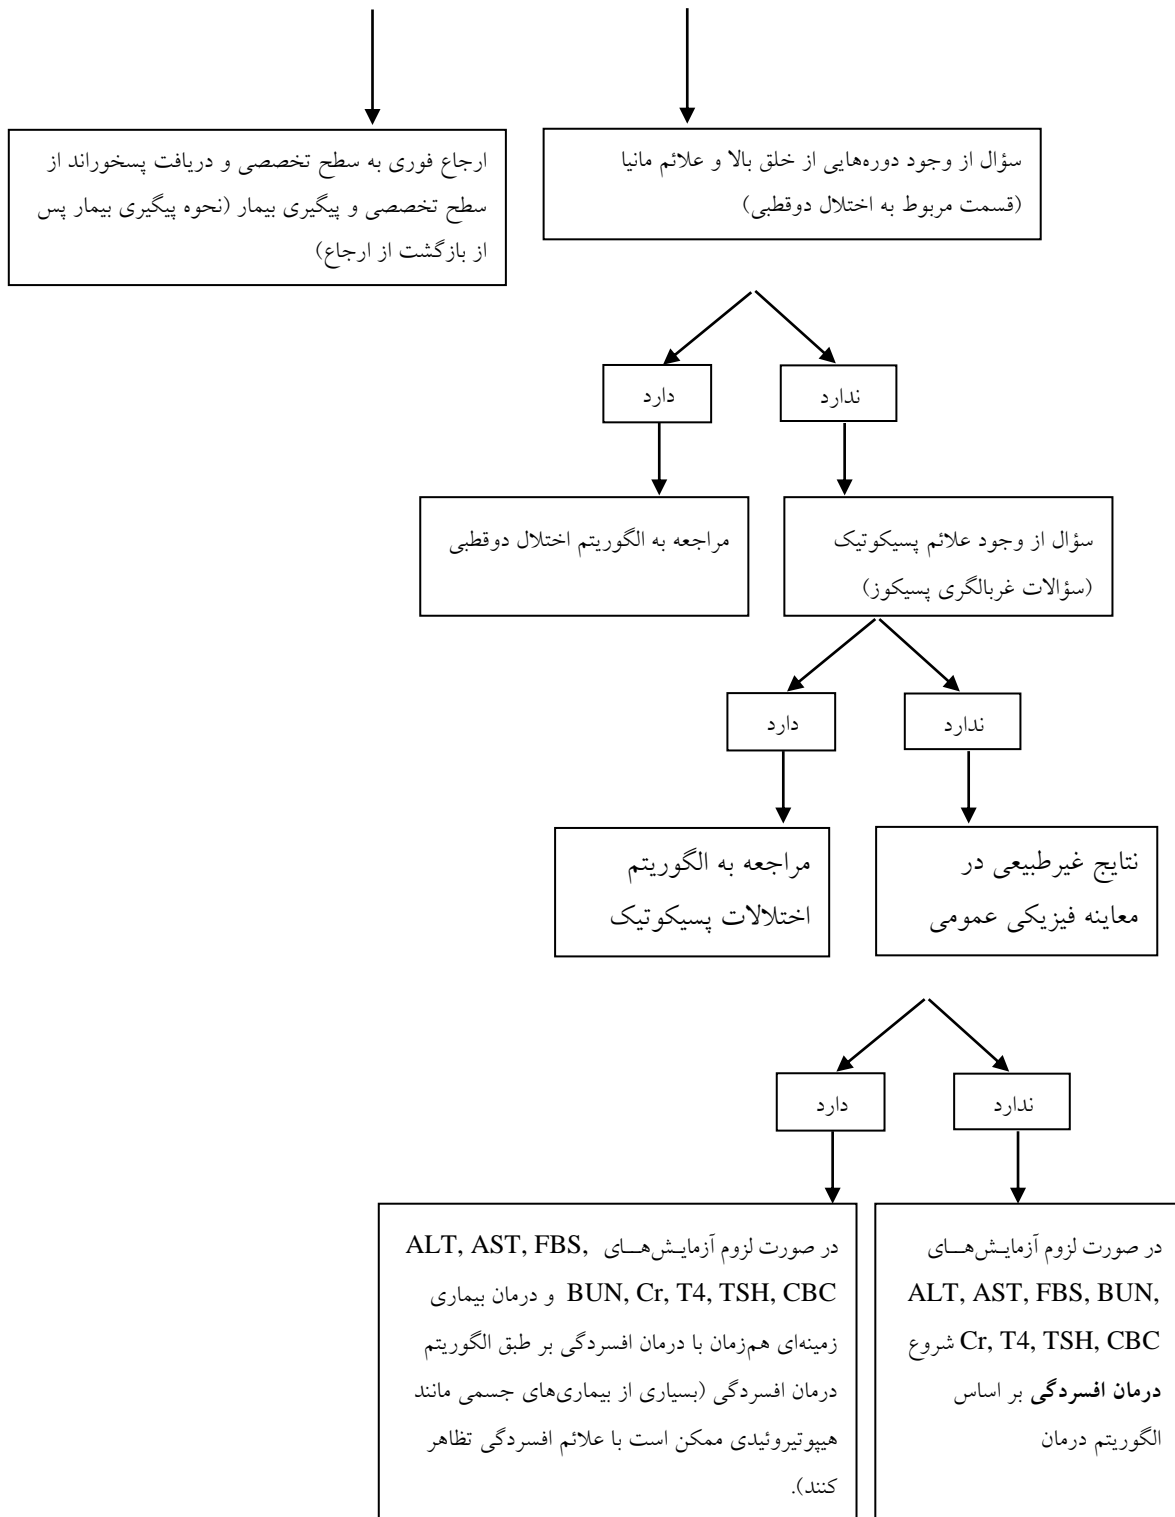 سؤال از وجود دوره‌هایی از خلق بالا و علائم مانیا
(قسمت مربوط به اختلال دوقطبی)
ارجاع فوری به سطح تخصصی و دریافت پسخوراند از
سطح تخصصی و پیگیری بیمار (نحوه پیگیری بیمار پس
از بازگشت از ارجاع)
ندارد
دارد
سؤال از وجود علائم پسیکوتیک
(سؤالات غربالگری پسیکوز)
مراجعه به الگوریتم اختلال دوقطبی
ندارد
دارد
نتایج غیرطبیعی در
معاینه فیزیکی عمومی
مراجعه به الگوریتم
اختلالات پسیکوتیک
ندارد
دارد
در صورت لزوم آزمایـش‌هــای
ALT, AST, FBS, BUN,
Cr, T4, TSH, CBC شروع
درمان افسردگی بر اساس
الگوریتم درمان
در صورت لزوم آزمایـش‌هــای ALT, AST, FBS,
BUN, Cr, T4, TSH, CBC و درمان بیماری
زمینه‌ای هم‌زمان با درمان افسردگی بر طبق الگوریتم
درمان افسردگی (بسیاری از بیماری‌های جسمی مانند
هیپوتیروئیدی ممکن است با علائم افسردگی تظاهر
کنند).